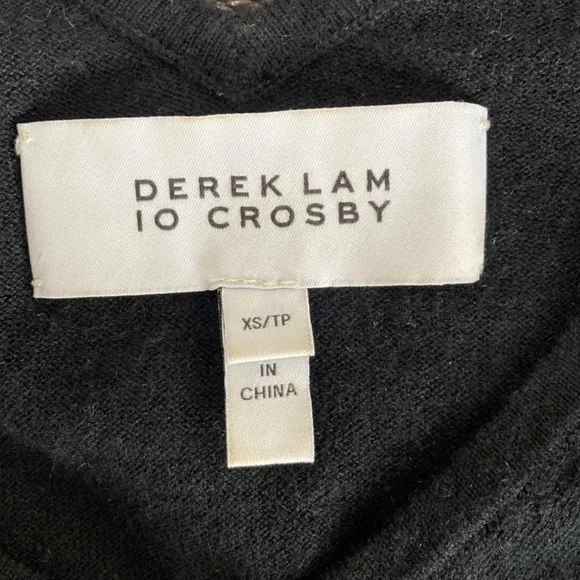 DEREK LAM
10 CROSBY
XS/TP
IN
CHINA